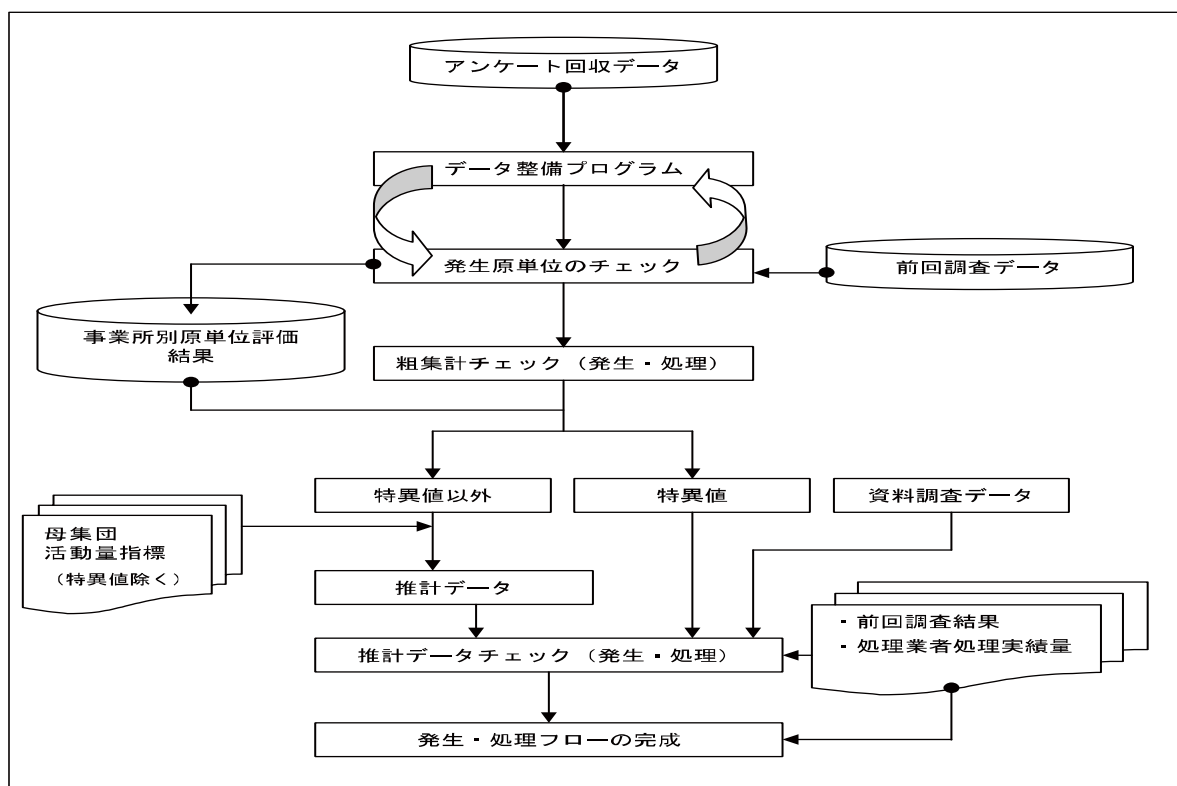 アンケート回収データ
データ整備プログラム
発生原単位のチェック
前回調査データ
事業所別原単位評価
結果
粗集計チェック（発生・処理）
特異値以外
特異値
資料調査データ
母集団
活動量指標
（特異値除く）
推計データ
・前回調査結果
・処理業者処理実績量
推計データチェック（発生・処理）
発生・処理フローの完成